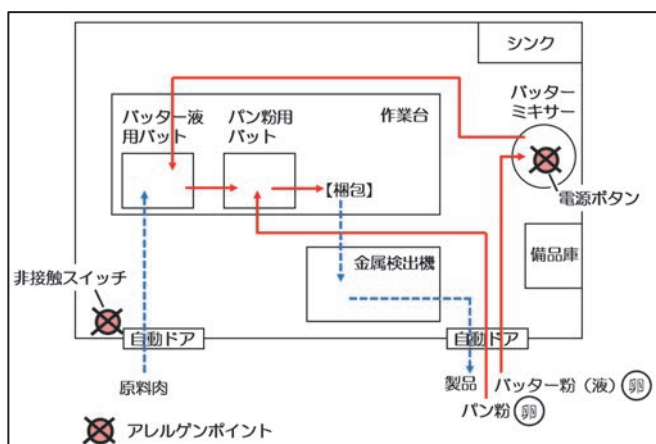 シンク
バッター
ミキサー
作業台
バッター液
用バット
パン粉用
バット
【梱包】
電源ボタン
備品庫
金属検出機
非接触スイッチ
自動ドア
自動ドア
原料肉
製品
バッター粉（液）卵
パン粉 卵
アレルゲンポイント